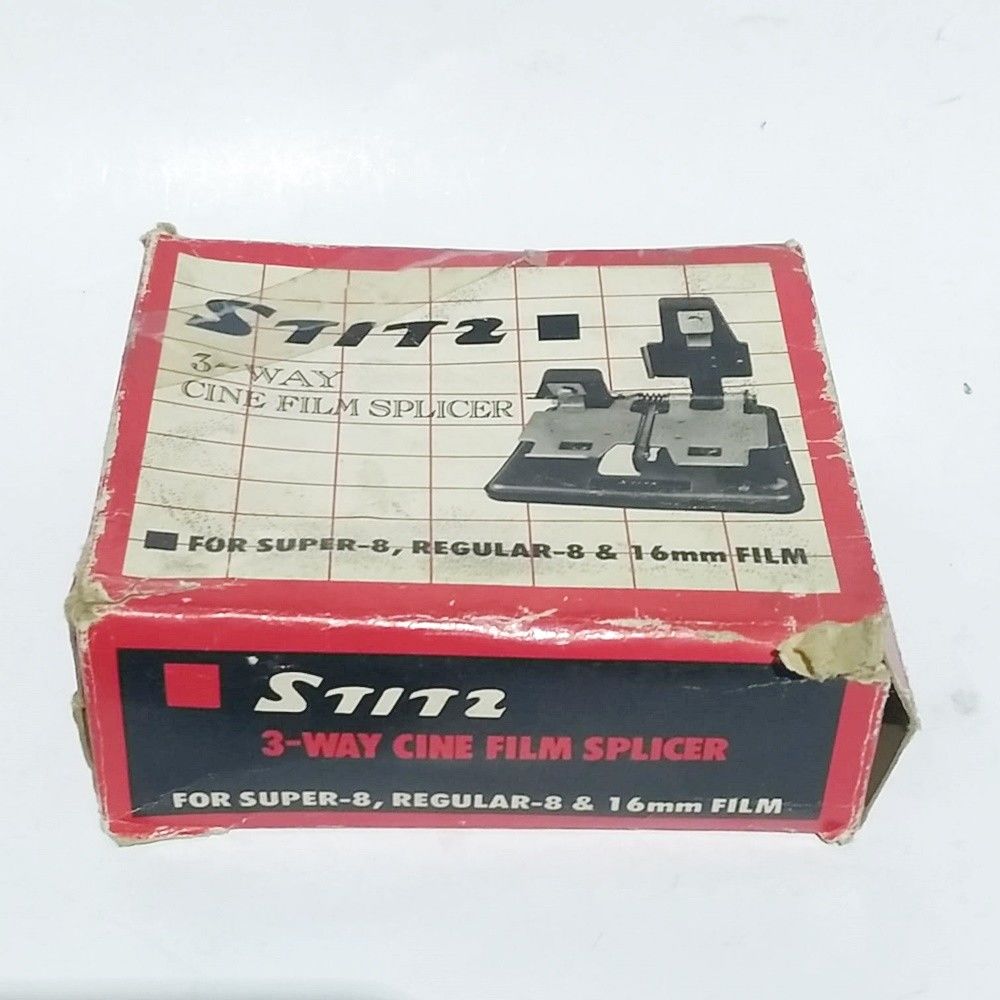 STITZ
3-WAY
CINE FILM SPLICER
STITZ
FOR SUPER-8, REGULAR-8 & 16mm FILM
STITZ
3-WAY CINE FILM SPLICER
FOR SUPER-8, REGULAR-8 & 16mm FILM